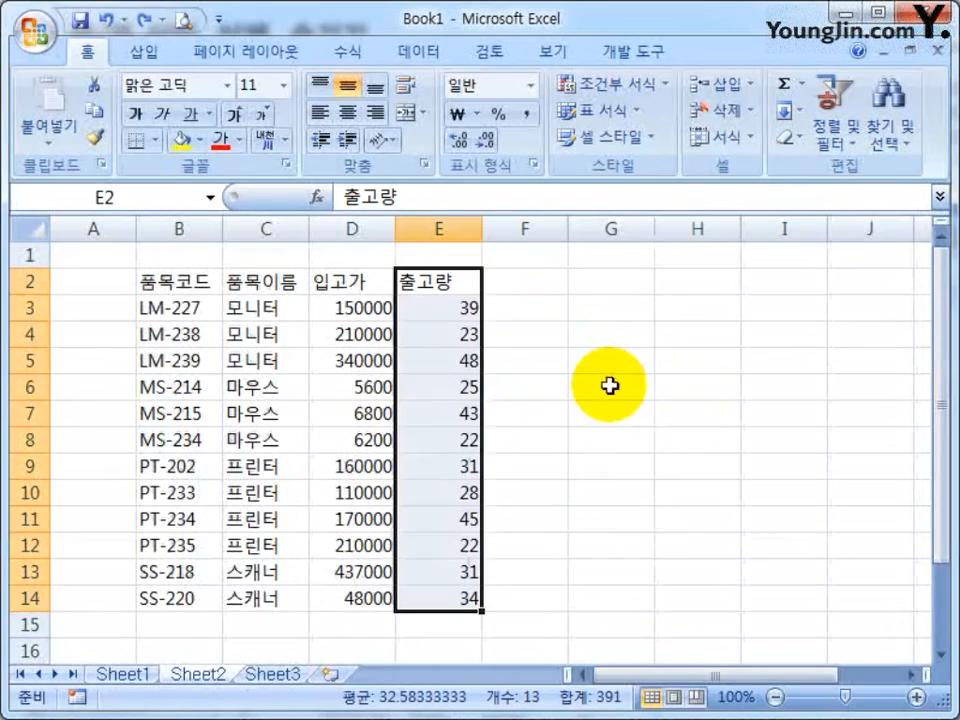 Book1 - Microsoft Excel
YoungJin.com Y.
홈 삽입 페이지 레이아웃 수식 데이터 검토 보기 개발 도구
붙여넣기
클립보드
맑은 고딕 11
가 가 가 가 가
가 내천
글꼴
맞춤
일반
₩ % ,
표시 형식
조건부 서식
표 서식
셀 스타일
스타일
삽입
삭제
서식
셀
Σ
정렬 및 필터
찾기 및 선택
편집
E2 fx 출고량
A B C D E F G H I J
1
2 품목코드 품목이름 입고가 출고량
3 LM-227 모니터 150000 39
4 LM-238 모니터 210000 23
5 LM-239 모니터 340000 48
6 MS-214 마우스 5600 25
7 MS-215 마우스 6800 43
8 MS-234 마우스 6200 22
9 PT-202 프린터 160000 31
10 PT-233 프린터 110000 28
11 PT-234 프린터 170000 45
12 PT-235 프린터 210000 22
13 SS-218 스캐너 437000 31
14 SS-220 스캐너 48000 34
15
16
Sheet1 Sheet2 Sheet3
준비 평균: 32.58333333 개수: 13 합계: 391 100%